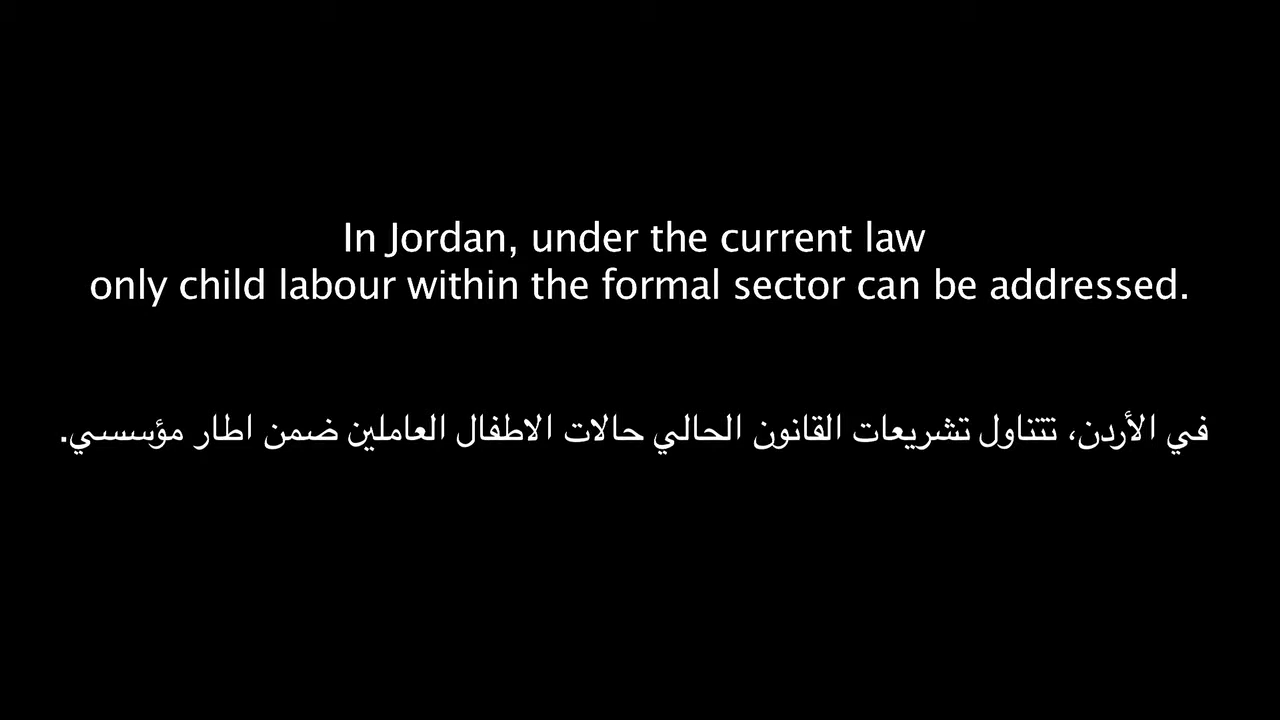 In Jordan, under the current law
only child labour within the formal sector can be addressed.
في الأردن، تتناول تشريعات القانون الحالي حالات الاطفال العاملين ضمن اطار مؤسسي.